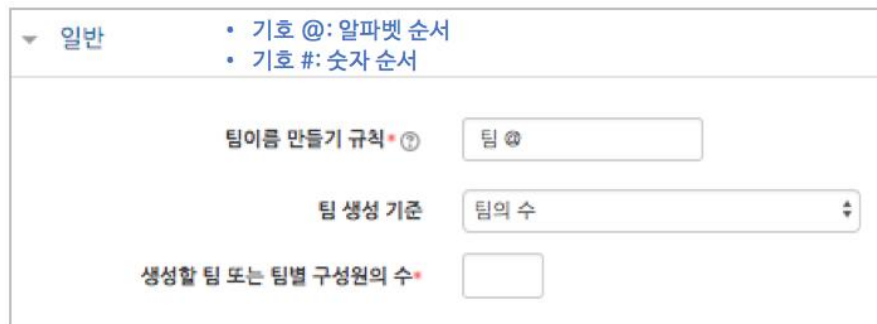 일반
• 기호 @: 알파벳 순서
• 기호 #: 숫자 순서
팀이름 만들기 규칙* ?
팀 @
팀 생성 기준
팀의 수
생성할 팀 또는 팀별 구성원의 수*